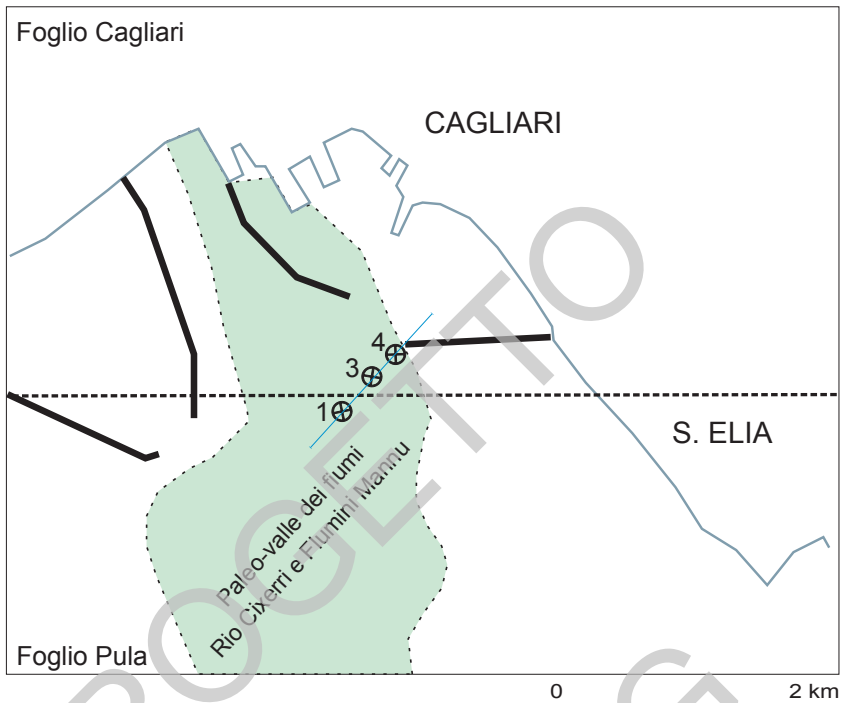 Foglio Cagliari
CAGLIARI
4
3
1
S. ELIA
Paleo-valle dei fiumi
Rio Cixerri e Flumini Mannu
Foglio Pula
0 2 km